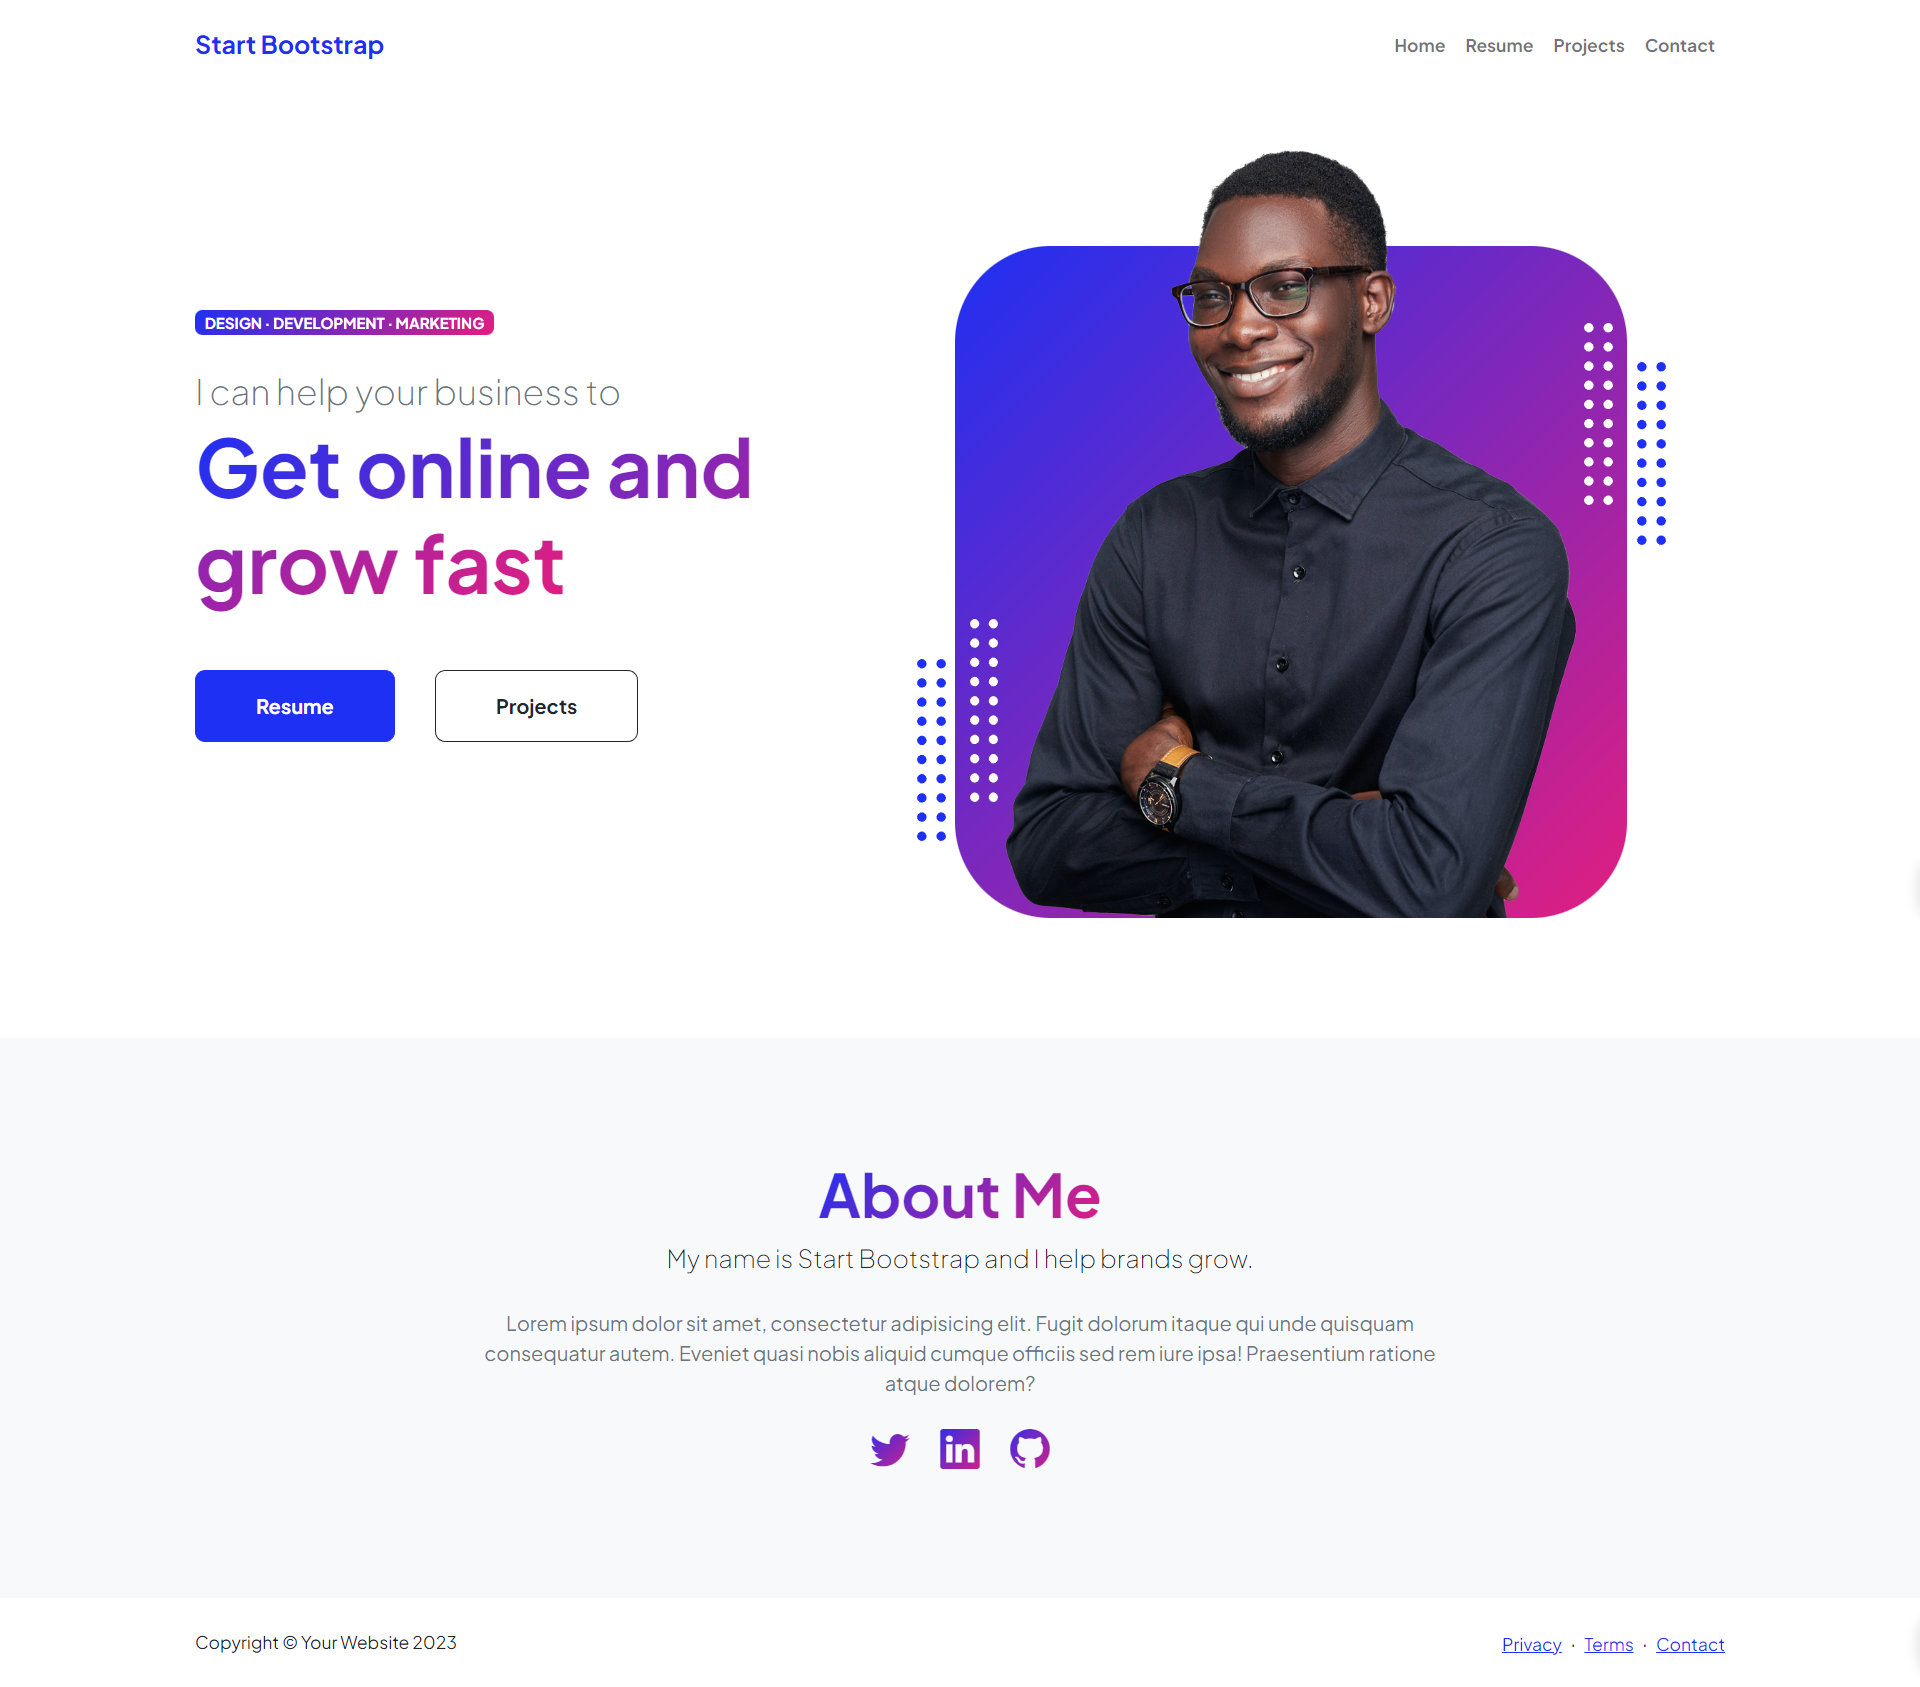 Start Bootstrap
Home Resume Projects Contact
DESIGN · DEVELOPMENT · MARKETING
I can help your business to
Get online and
grow fast
Resume Projects
About Me
My name is Start Bootstrap and I help brands grow.
Lorem ipsum dolor sit amet, consectetur adipisicing elit. Fugit dolorum itaque qui unde quisquam
consequatur autem. Eveniet quasi nobis aliquid cumque officiis sed rem iure ipsa! Praesentium ratione
atque dolorem?
in
Copyright © Your Website 2023
Privacy · Terms · Contact